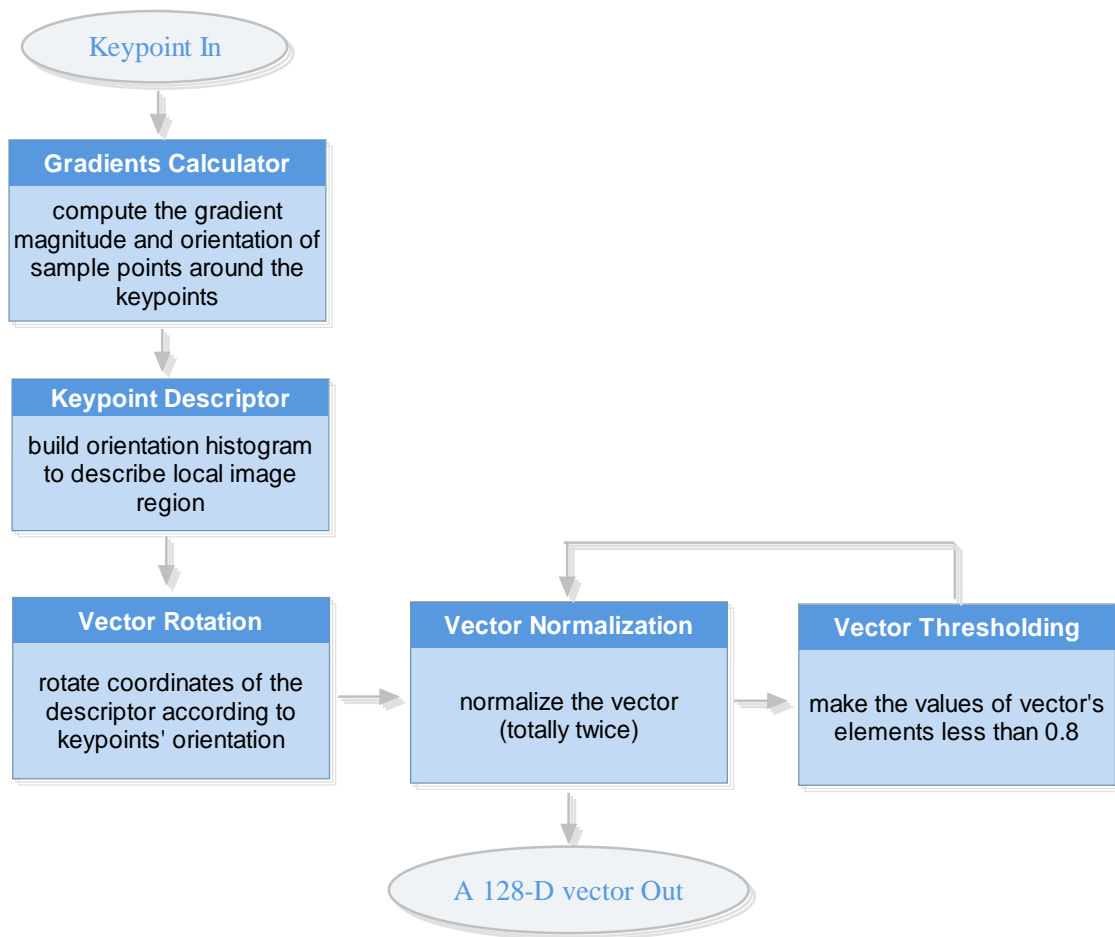 Keypoint In
Gradients Calculator
compute the gradient
magnitude and orientation of
sample points around the
keypoints
Keypoint Descriptor
build orientation histogram
to describe local image
region
Vector Rotation
rotate coordinates of the
descriptor according to
keypoints' orientation
Vector Normalization
normalize the vector
(totally twice)
Vector Thresholding
make the values of vector's
elements less than 0.8
A 128-D vector Out